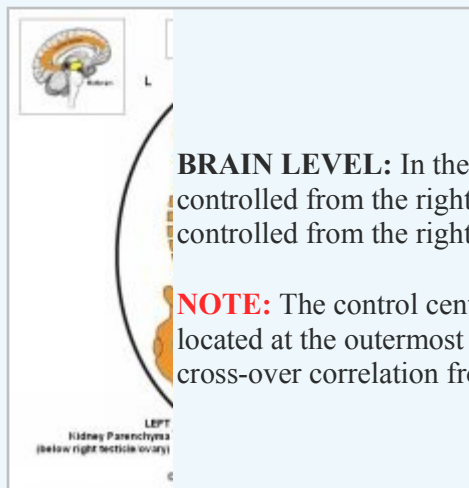 L
BRAIN LEVEL: In the
controlled from the right
controlled from the right
NOTE: The control cen
located at the outermost
cross-over correlation fro
LEFT
Kidney Parenchyma
(below right testicle/ovary)